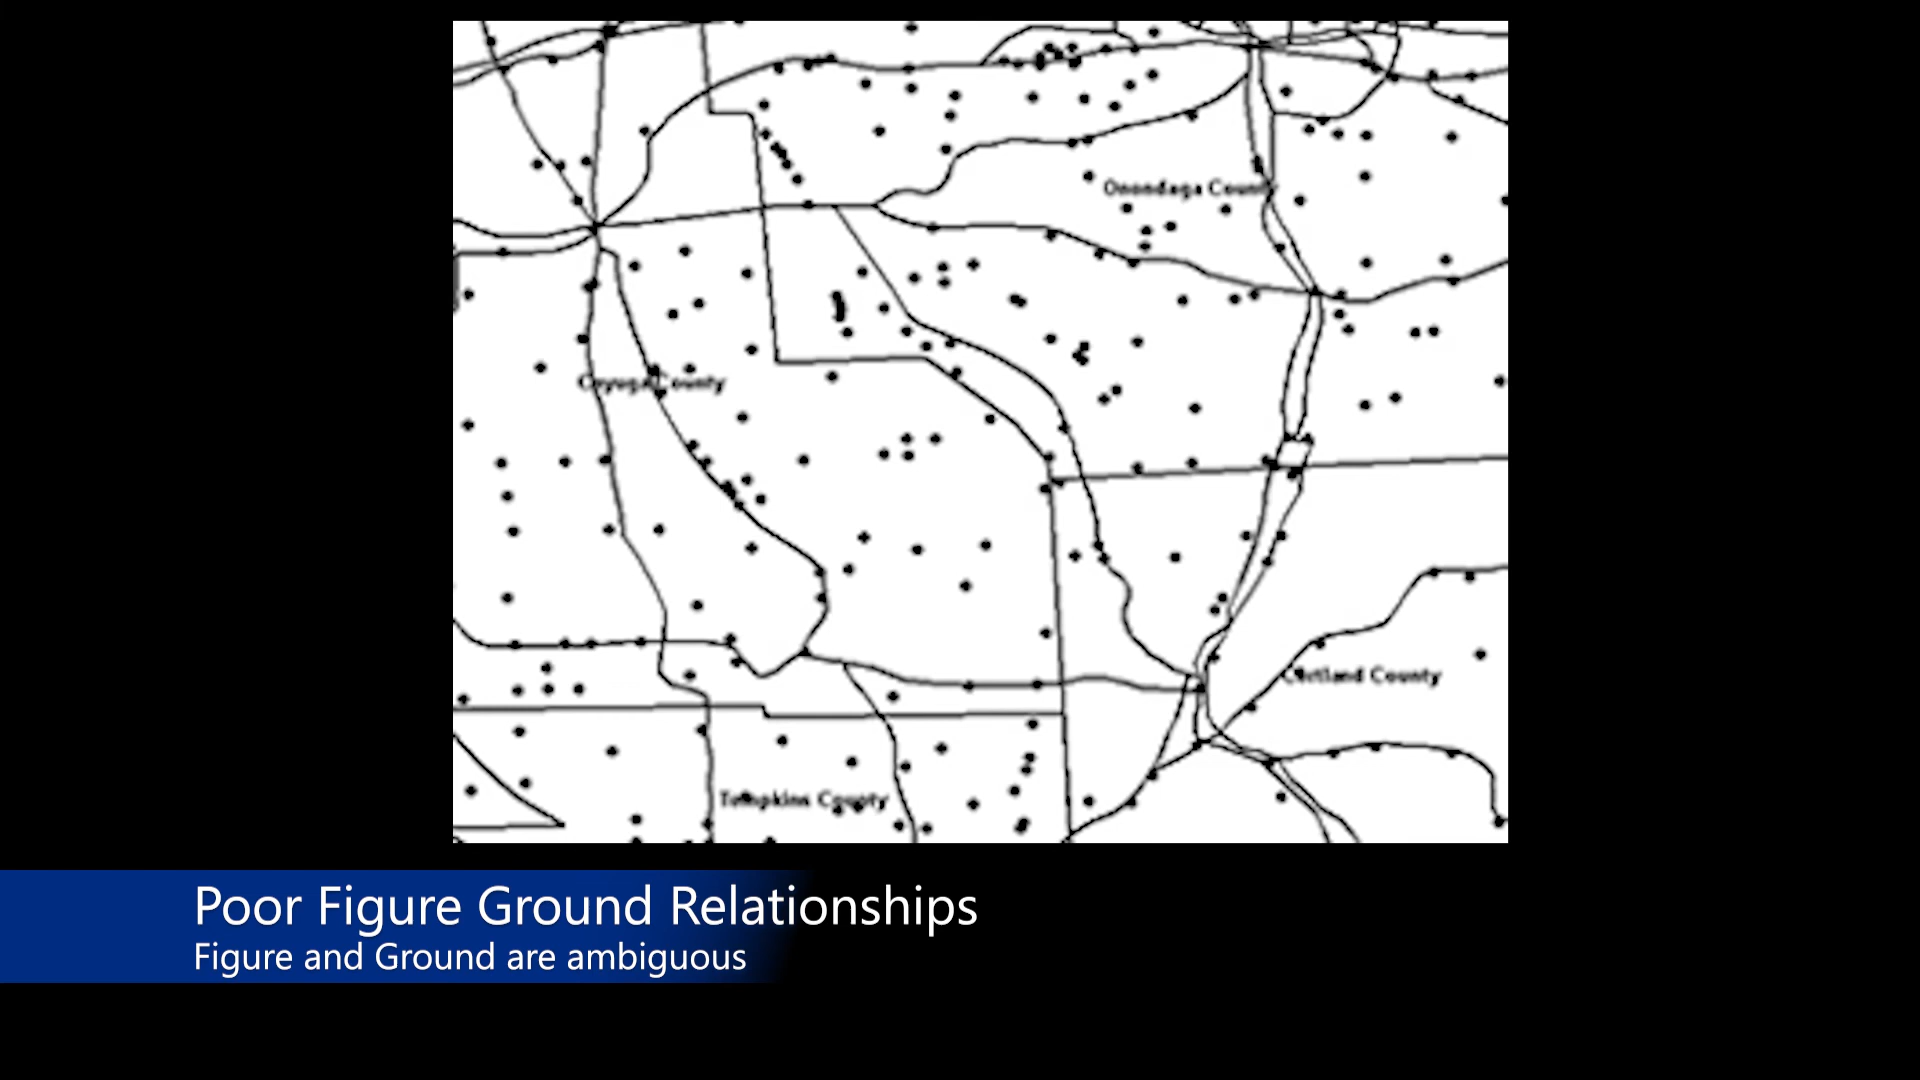 Onondaga County
Cayuga County
Cortland County
Tompkins County
Poor Figure Ground Relationships
Figure and Ground are ambiguous